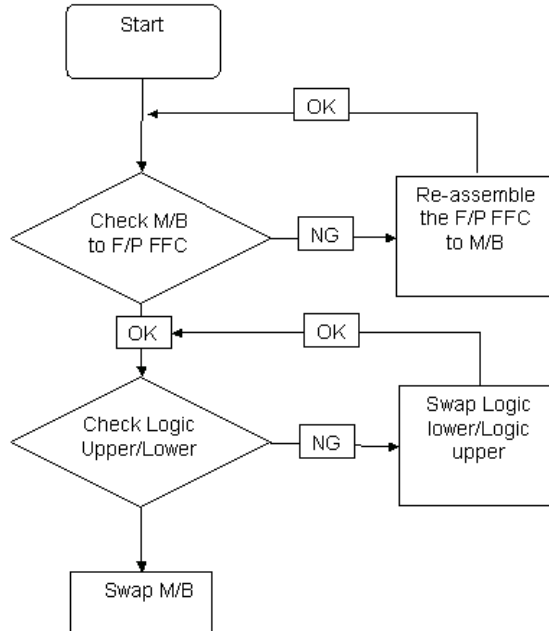 Start
OK
Check M/B
to F/P FFC
NG
Re-assemble
the F/P FFC
to M/B
OK
OK
Check Logic
Upper/Lower
NG
Swap Logic
lower/Logic
upper
Swap M/B